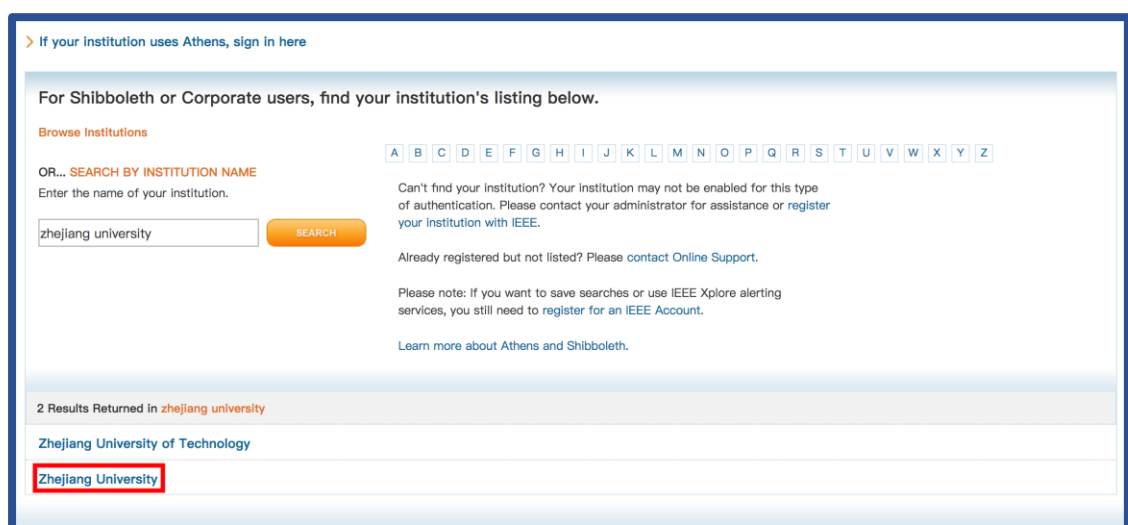 If your institution uses Athens, sign in here
For Shibboleth or Corporate users, find your institution's listing below.
Browse Institutions
A B C D E F G H I J K L M N O P Q R S T U V W X Y Z
OR... SEARCH BY INSTITUTION NAME
Enter the name of your institution.
zhejiang university
SEARCH
Can't find your institution? Your institution may not be enabled for this type
of authentication. Please contact your administrator for assistance or register
your institution with IEEE.
Already registered but not listed? Please contact Online Support.
Please note: If you want to save searches or use IEEE Xplore alerting
services, you still need to register for an IEEE Account.
Learn more about Athens and Shibboleth.
2 Results Returned in zhejiang university
Zhejiang University of Technology
Zhejiang University